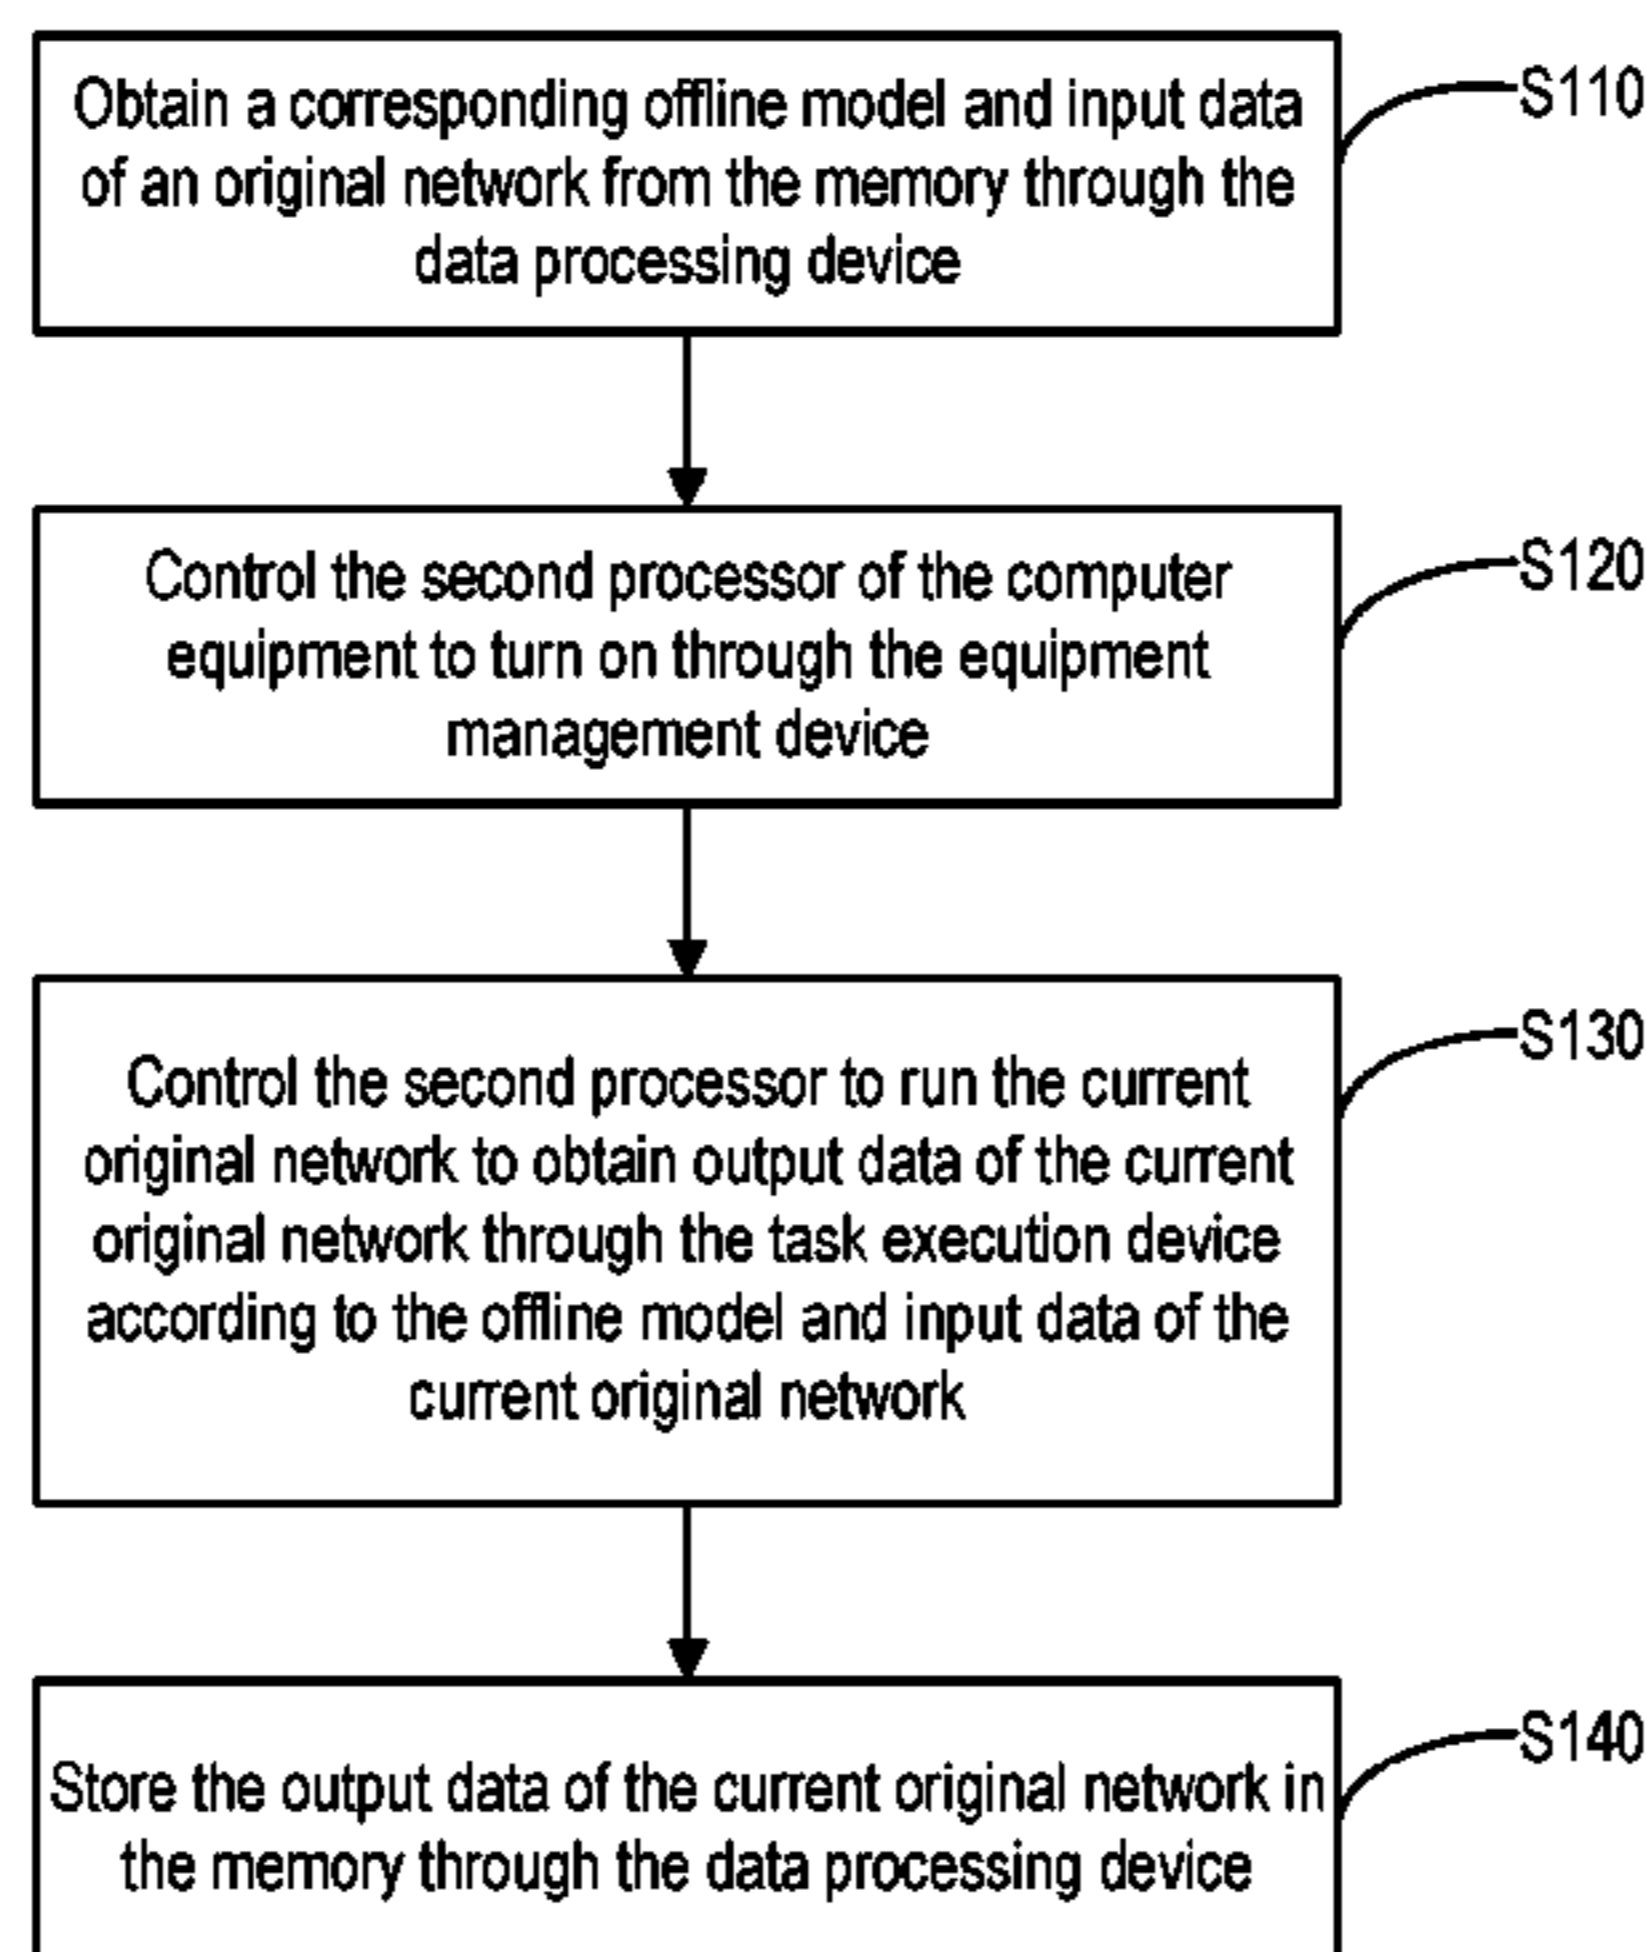 Obtain a corresponding offline model and input data
of an original network from the memory through the
data processing device
S110
Control the second processor of the computer
equipment to turn on through the equipment
management device
S120
Control the second processor to run the current
original network to obtain output data of the current
original network through the task execution device
according to the offline model and input data of the
current original network
S130
Store the output data of the current original network in
the memory through the data processing device
S140